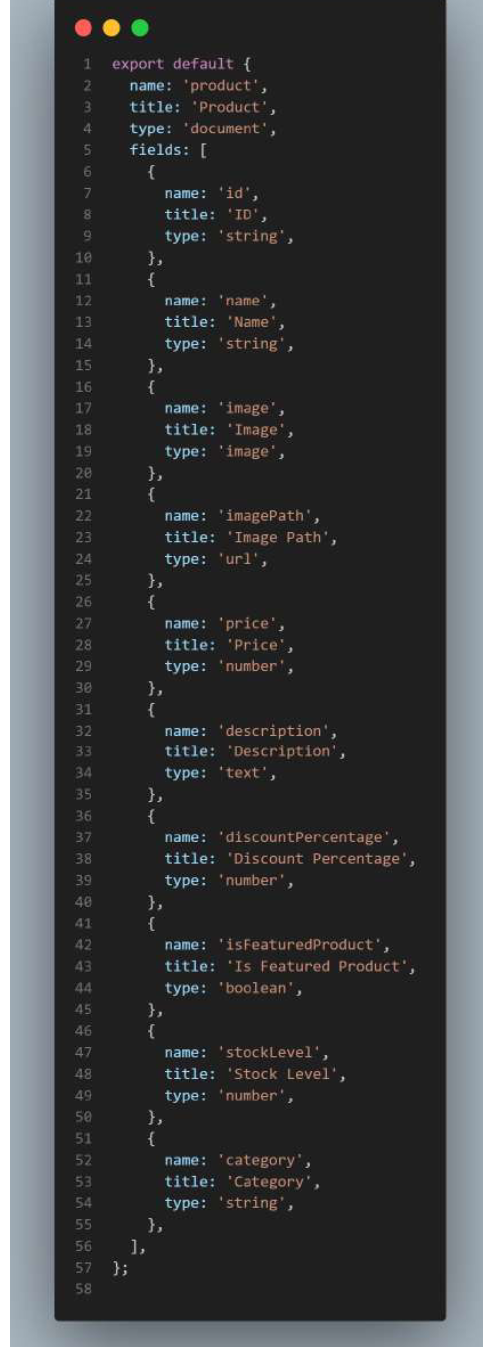 1 export default {
2   name: 'product',
3   title: 'Product',
4   type: 'document',
5   fields: [
6     {
7       name: 'id',
8       title: 'ID',
9       type: 'string',
10     },
11     {
12       name: 'name',
13       title: 'Name',
14       type: 'string',
15     },
16     {
17       name: 'image',
18       title: 'Image',
19       type: 'image',
20     },
21     {
22       name: 'imagePath',
23       title: 'Image Path',
24       type: 'url',
25     },
26     {
27       name: 'price',
28       title: 'Price',
29       type: 'number',
30     },
31     {
32       name: 'description',
33       title: 'Description',
34       type: 'text',
35     },
36     {
37       name: 'discountPercentage',
38       title: 'Discount Percentage',
39       type: 'number',
40     },
41     {
42       name: 'isFeaturedProduct',
43       title: 'Is Featured Product',
44       type: 'boolean',
45     },
46     {
47       name: 'stockLevel',
48       title: 'Stock Level',
49       type: 'number',
50     },
51     {
52       name: 'category',
53       title: 'Category',
54       type: 'string',
55     },
56   ],
57 };
58